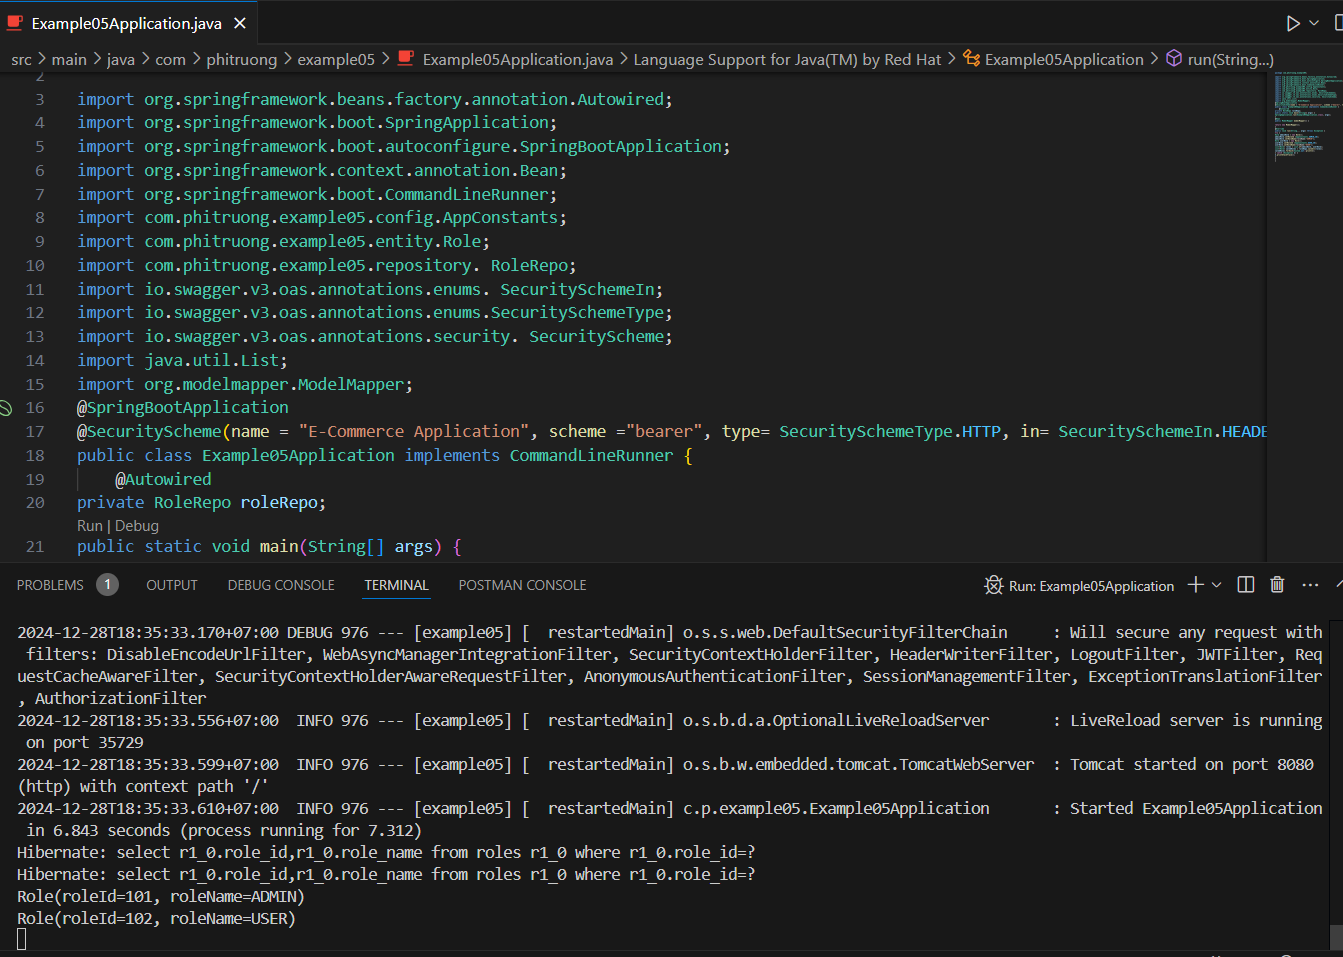 Example05Application.java
src > main > java > com > phitruong > example05 > Example05Application.java > Language Support for Java(TM) by Red Hat > Example05Application > run(String...)
2
3 import org.springframework.beans.factory.annotation.Autowired;
4 import org.springframework.boot.SpringApplication;
5 import org.springframework.boot.autoconfigure.SpringBootApplication;
6 import org.springframework.context.annotation.Bean;
7 import org.springframework.boot.CommandLineRunner;
8 import com.phitruong.example05.config.AppConstants;
9 import com.phitruong.example05.entity.Role;
10 import com.phitruong.example05.repository. RoleRepo;
11 import io.swagger.v3.oas.annotations.enums. SecuritySchemeIn;
12 import io.swagger.v3.oas.annotations.enums.SecuritySchemeType;
13 import io.swagger.v3.oas.annotations.security. SecurityScheme;
14 import java.util.List;
15 import org.modelmapper.ModelMapper;
16 @SpringBootApplication
17 @SecurityScheme(name = "E-Commerce Application", scheme ="bearer", type= SecuritySchemeType.HTTP, in= SecuritySchemeIn.HEADE
18 public class Example05Application implements CommandLineRunner {
19 @Autowired
20 private RoleRepo roleRepo;
Run | Debug
21 public static void main(String[] args) {
PROBLEMS 1 OUTPUT DEBUG CONSOLE TERMINAL POSTMAN CONSOLE Run: Example05Application
2024-12-28T18:35:33.170+07:00 DEBUG 976 --- [example05] [  restartedMain] o.s.s.web.DefaultSecurityFilterChain     : Will secure any request with
filters: DisableEncodeUrlFilter, WebAsyncManagerIntegrationFilter, SecurityContextHolderFilter, HeaderWriterFilter, LogoutFilter, JWTFilter, Req
uestCacheAwareFilter, SecurityContextHolderAwareRequestFilter, AnonymousAuthenticationFilter, SessionManagementFilter, ExceptionTranslationFilter
, AuthorizationFilter
2024-12-28T18:35:33.556+07:00  INFO 976 --- [example05] [  restartedMain] o.s.b.d.a.OptionalLiveReloadServer       : LiveReload server is running
on port 35729
2024-12-28T18:35:33.599+07:00  INFO 976 --- [example05] [  restartedMain] o.s.b.w.embedded.tomcat.TomcatWebServer  : Tomcat started on port 8080
(http) with context path '/'
2024-12-28T18:35:33.610+07:00  INFO 976 --- [example05] [  restartedMain] c.p.example05.Example05Application       : Started Example05Application
in 6.843 seconds (process running for 7.312)
Hibernate: select r1_0.role_id,r1_0.role_name from roles r1_0 where r1_0.role_id=?
Hibernate: select r1_0.role_id,r1_0.role_name from roles r1_0 where r1_0.role_id=?
Role(roleId=101, roleName=ADMIN)
Role(roleId=102, roleName=USER)